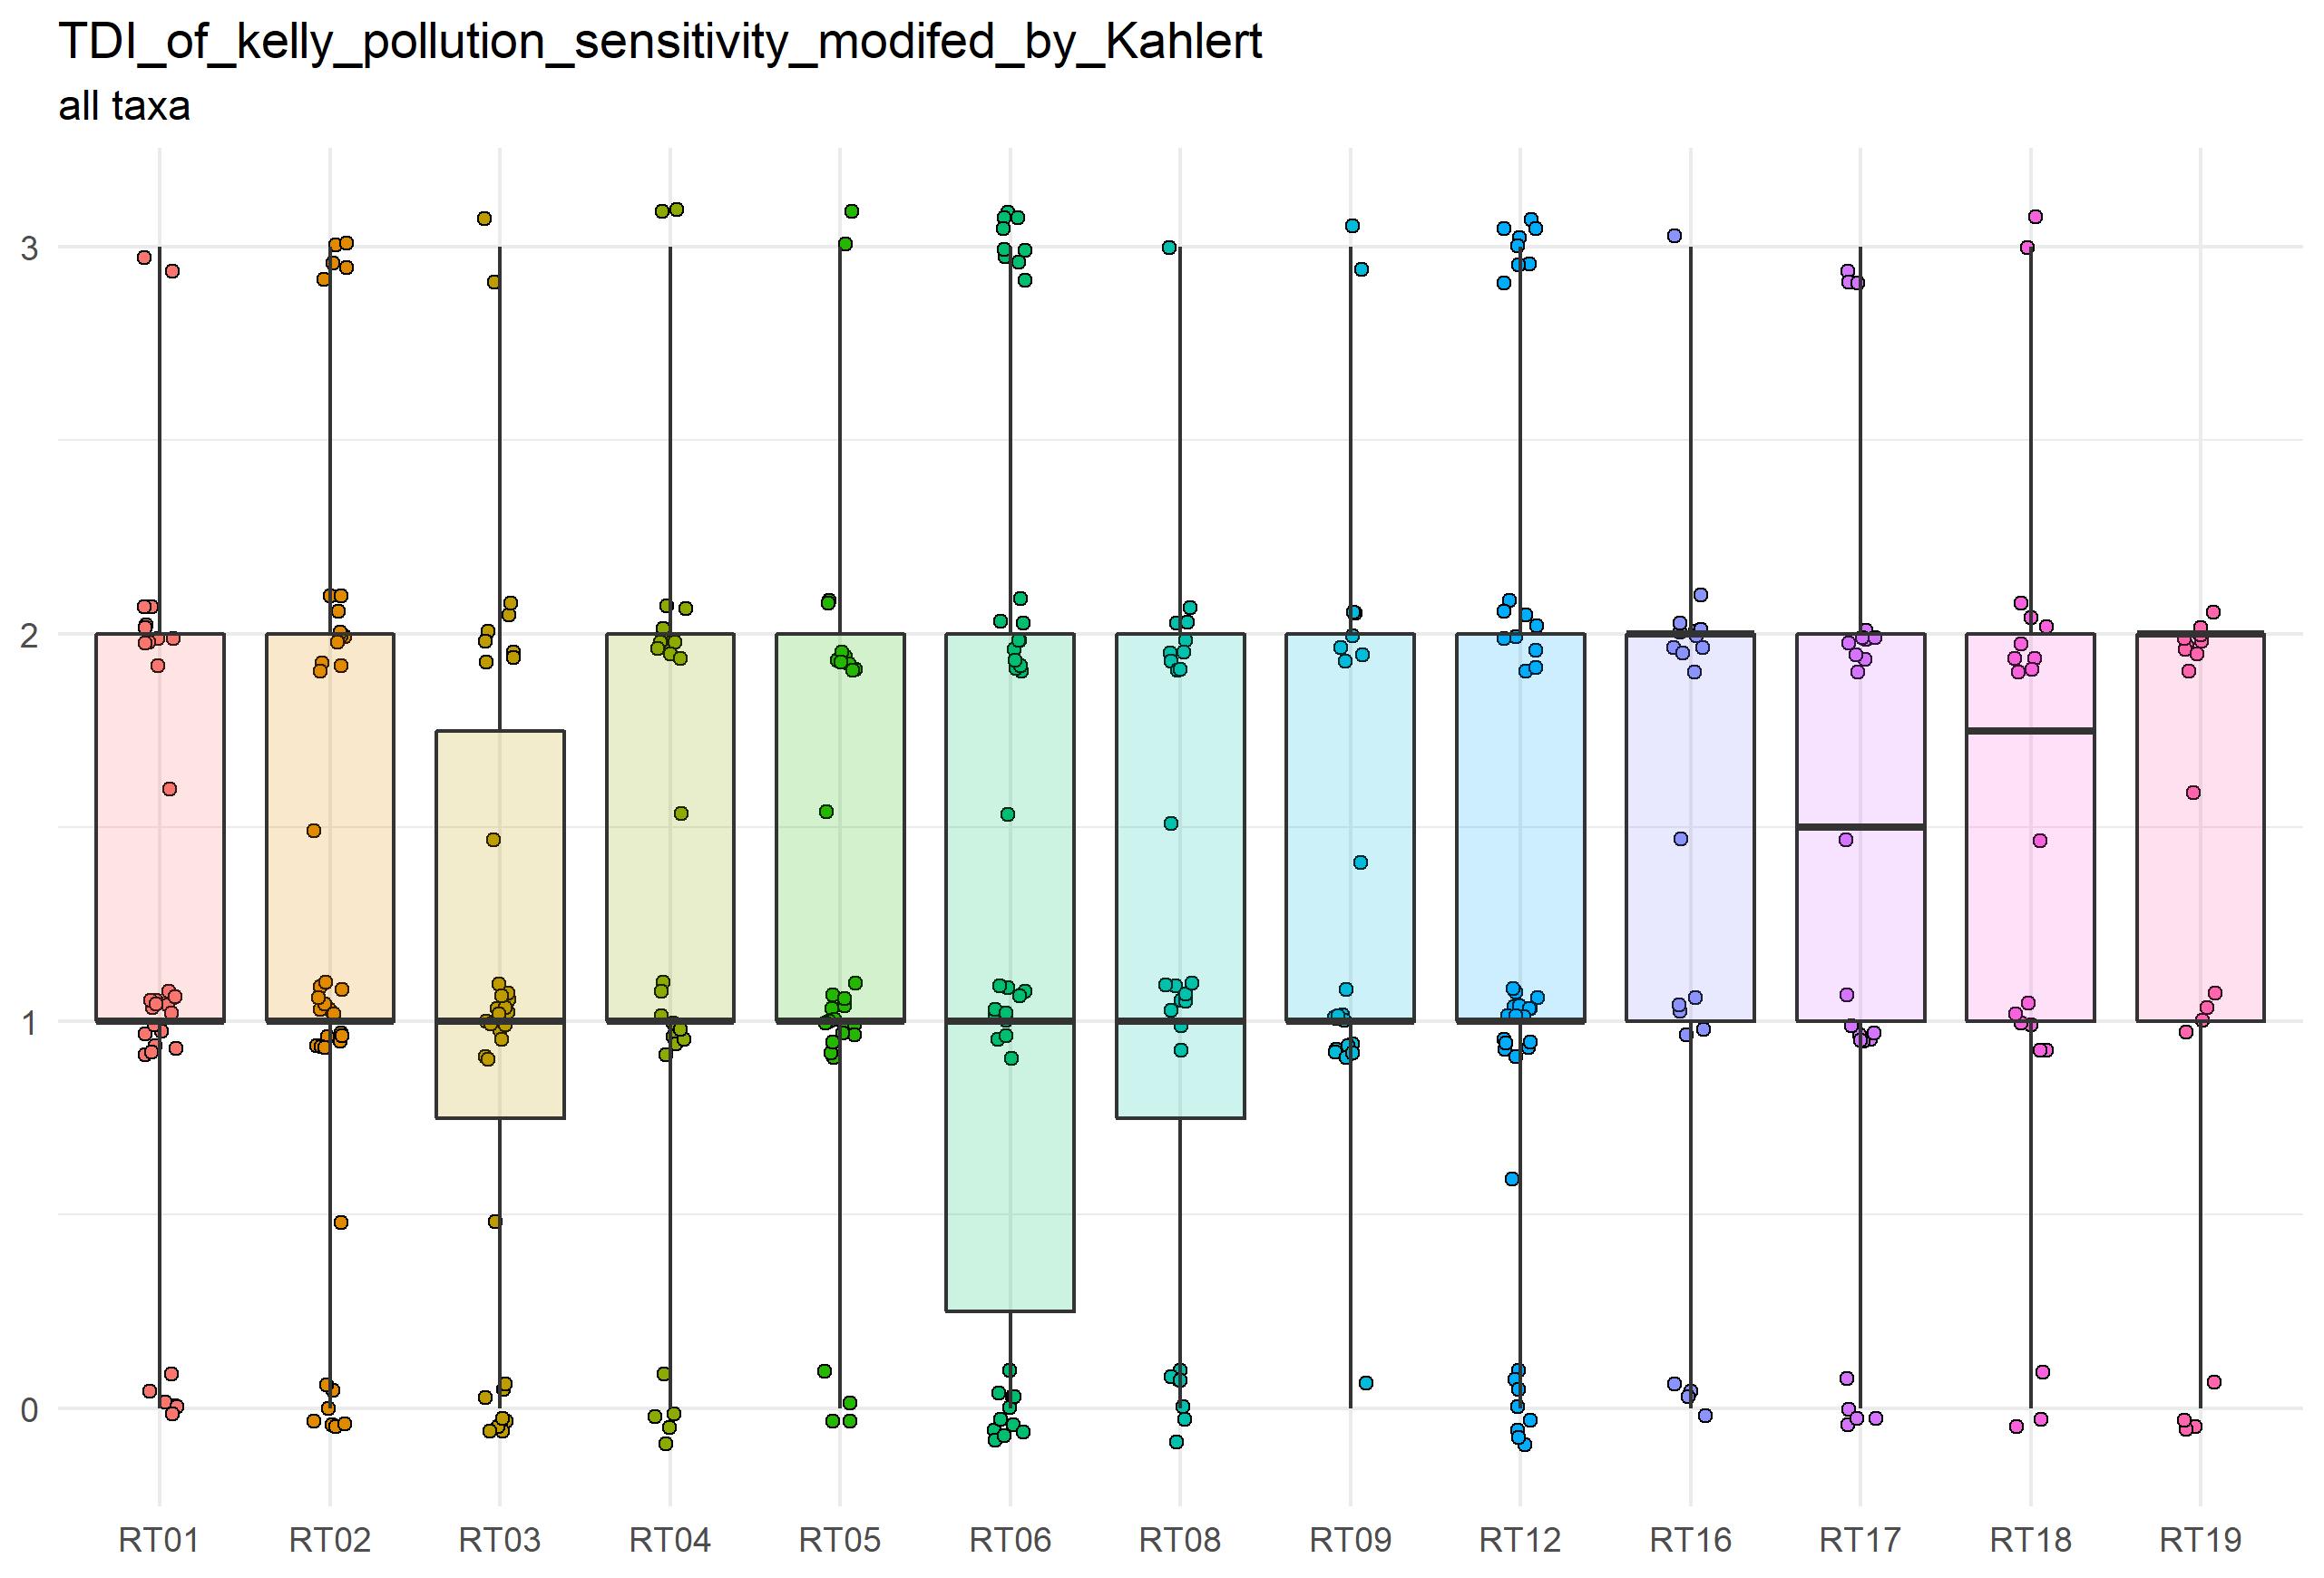 TDI_of_kelly_pollution_sensitivity_modifed_by_Kahlert
all taxa
3
2
1
0
RT01 RT02 RT03 RT04 RT05 RT06 RT08 RT09 RT12 RT16 RT17 RT18 RT19